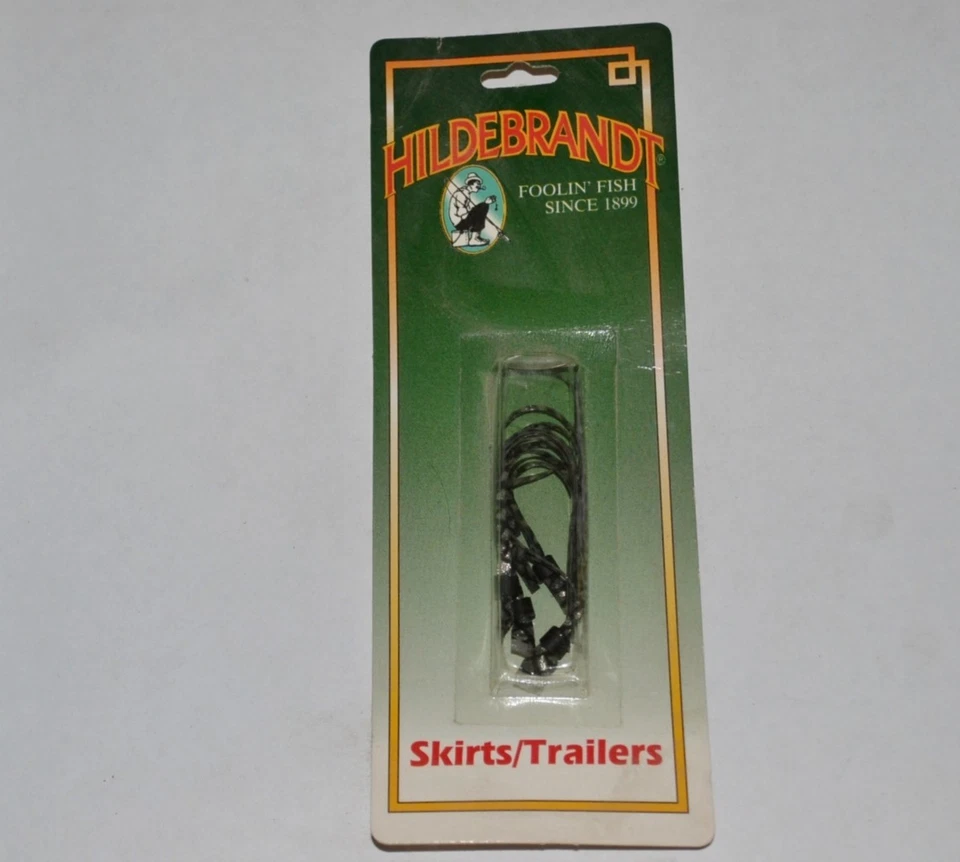 HILDEBRANDT®
FOOLIN' FISH
SINCE 1899
Skirts/Trailers